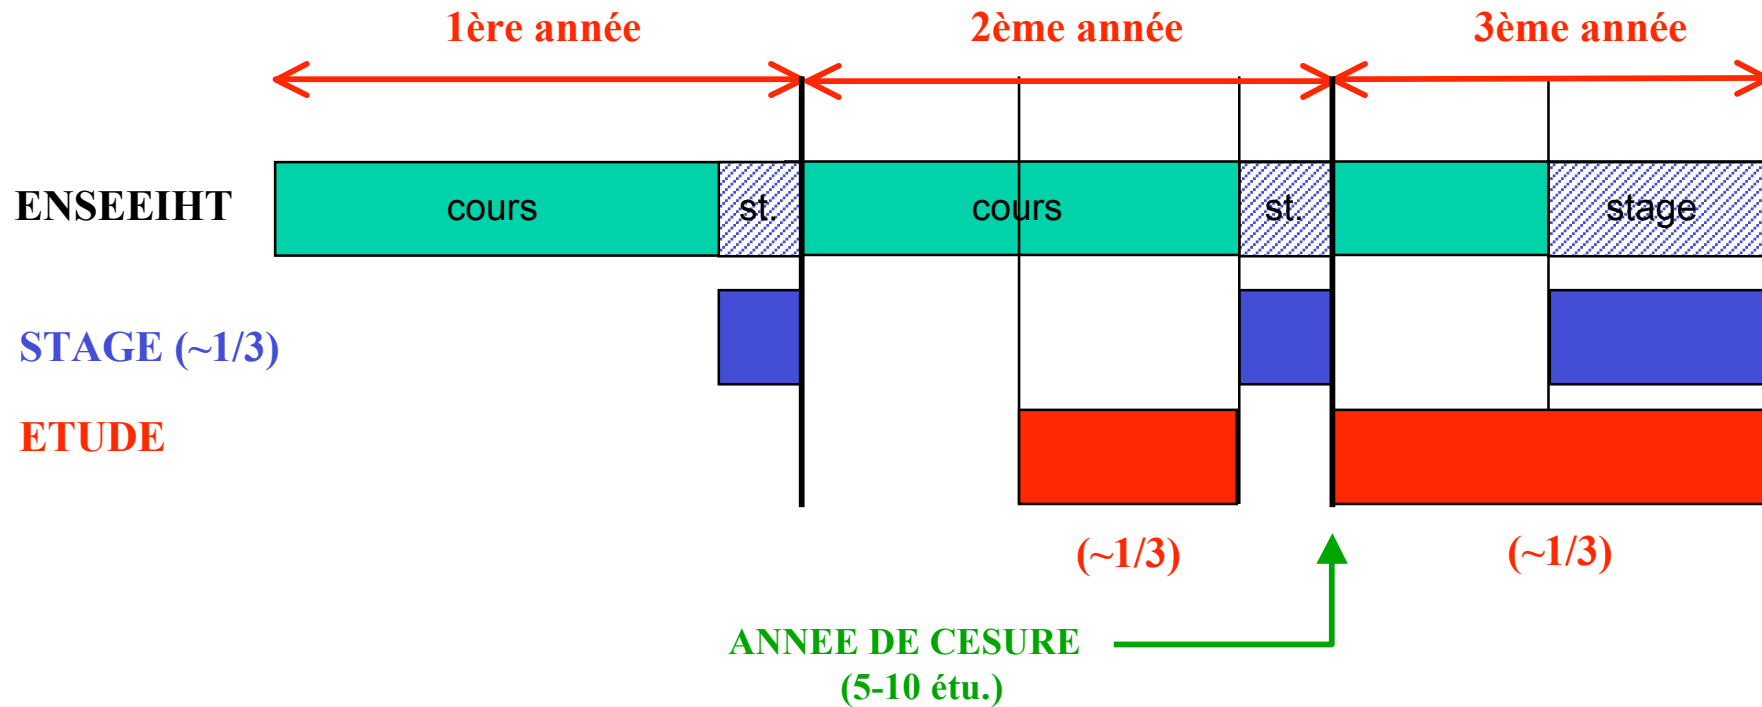 1ère année
2ème année
3ème année
ENSEEIHT
cours
st.
cours
st.
stage
STAGE (~1/3)
ETUDE
(~1/3)
(~1/3)
ANNEE DE CESURE
(5-10 étu.)